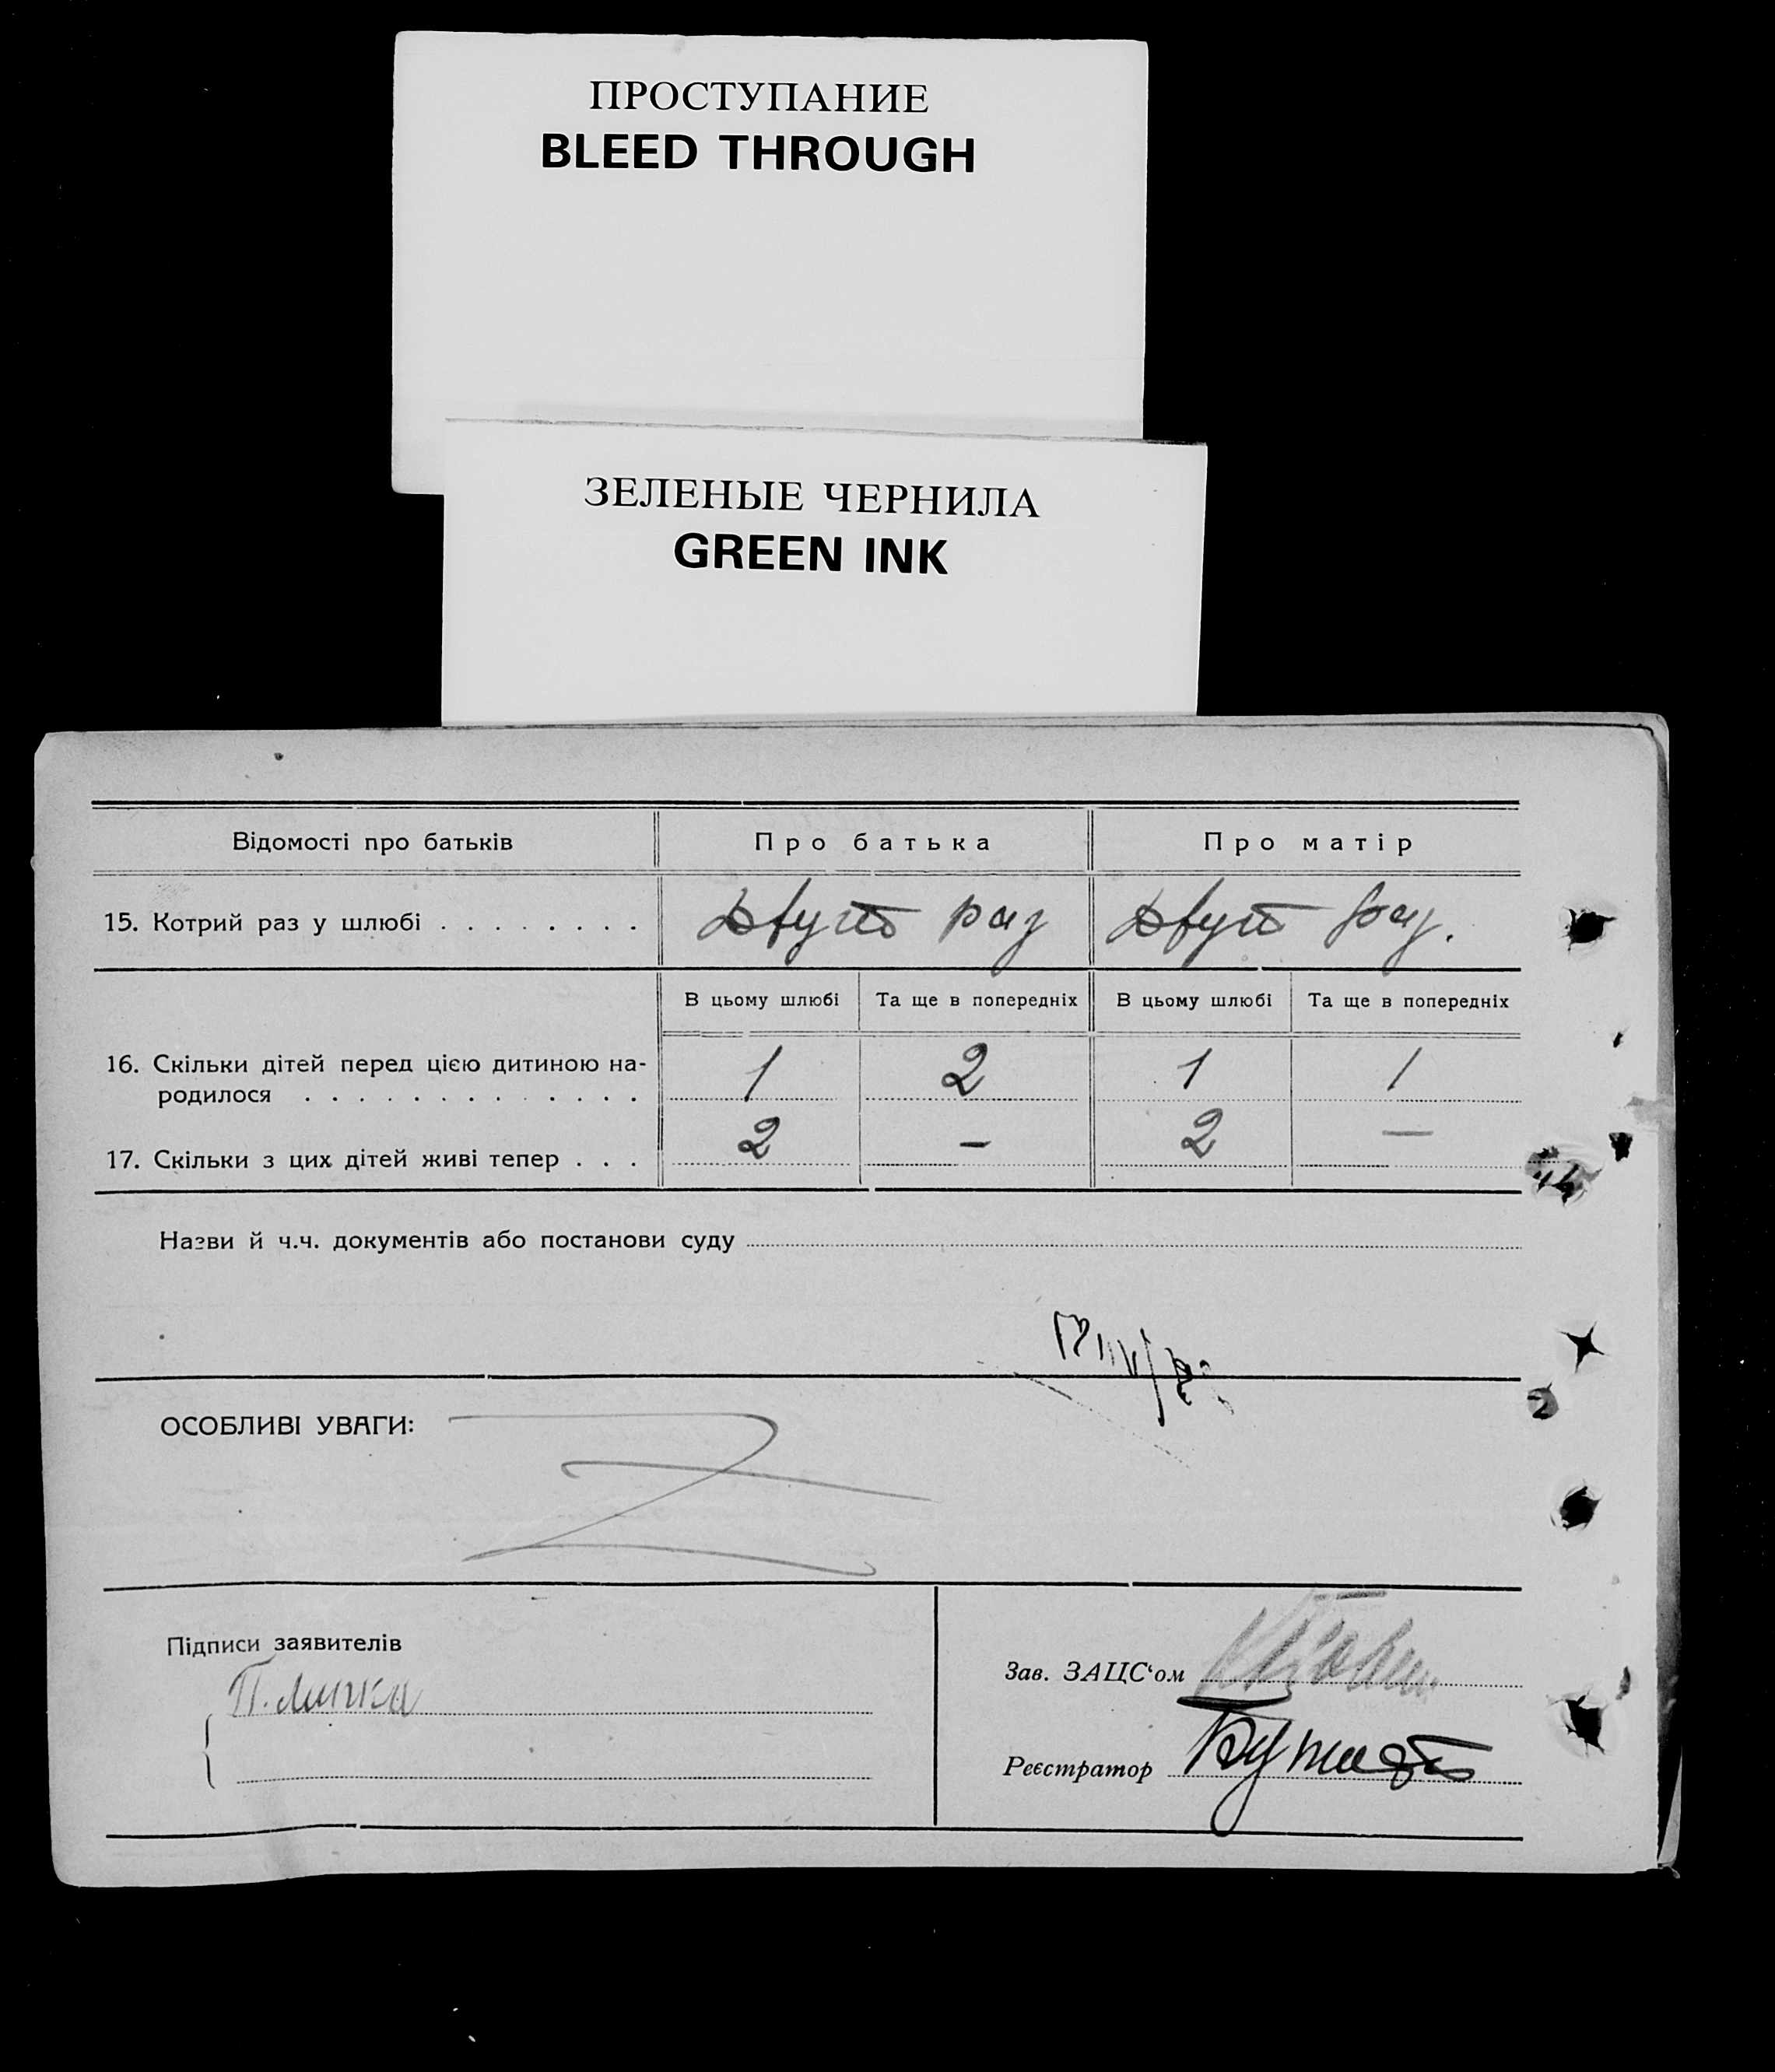 ПРОСТУПАНИЕ
BLEED THROUGH
ЗЕЛЕНЫЕ ЧЕРНИЛА
GREEN INK
Відомості про батьків Про батька Про матір
15. Котрий раз у шлюбі . . . . . . . . раз раз.
В цьому шлюбі Та ще в попередніх В цьому шлюбі Та ще в попередніх
16. Скільки дітей перед цією дитиною на-
родилося . . . . . . . . . . . . . 1 2 1 1
17. Скільки з цих дітей живі тепер . . . 2 – 2 —
Назви й ч.ч. документів або постанови суду
ОСОБЛИВІ УВАГИ:
Підписи заявителів
П.
Зав. ЗАЦС‘ом
Реєстратор